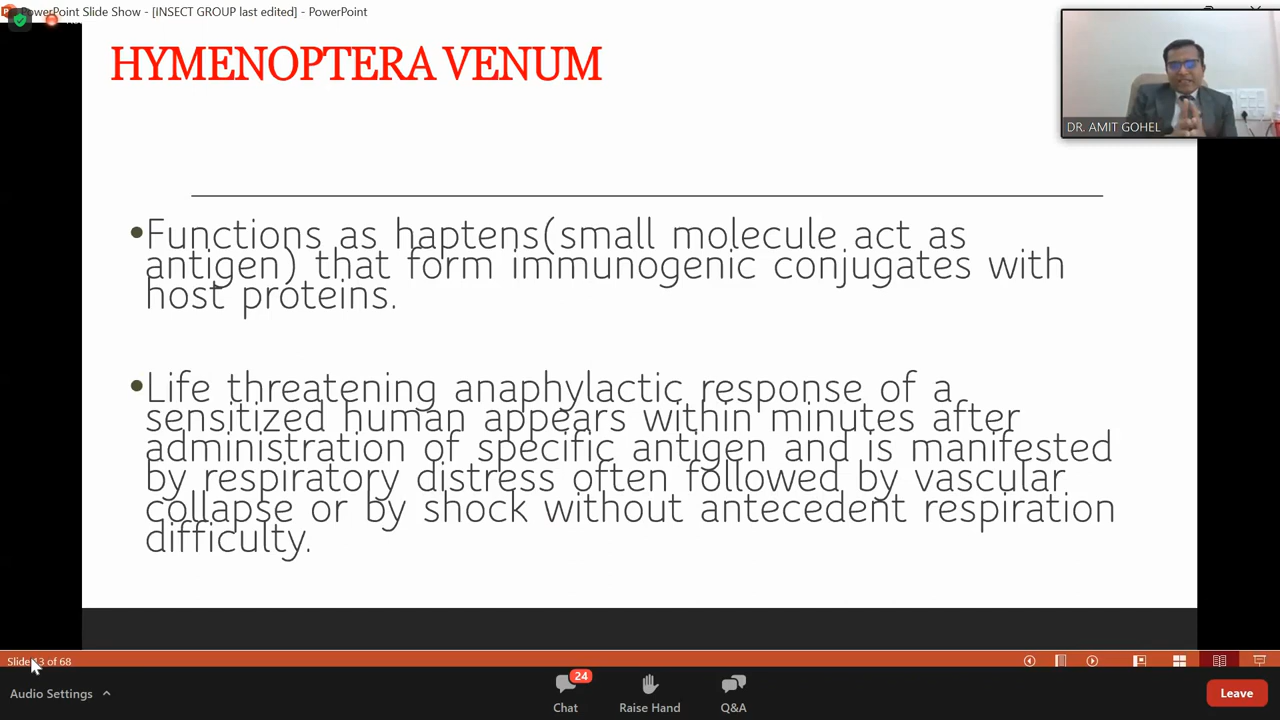 PowerPoint Slide Show - [INSECT GROUP last edited] - PowerPoint
HYMENOPTERA VENUM
DR. AMIT GOHEL
•Functions as haptens(small molecule act as
antigen) that form immunogenic conjugates with
host proteins.
•Life threatening anaphylactic response of a
sensitized human appears within minutes after
administration of specific antigen and is manifested
by respiratory distress often followed by vascular
collapse or by shock without antecedent respiration
difficulty.
Slide 13 of 68
Audio Settings
24
Chat
Raise Hand
Q&A
Leave